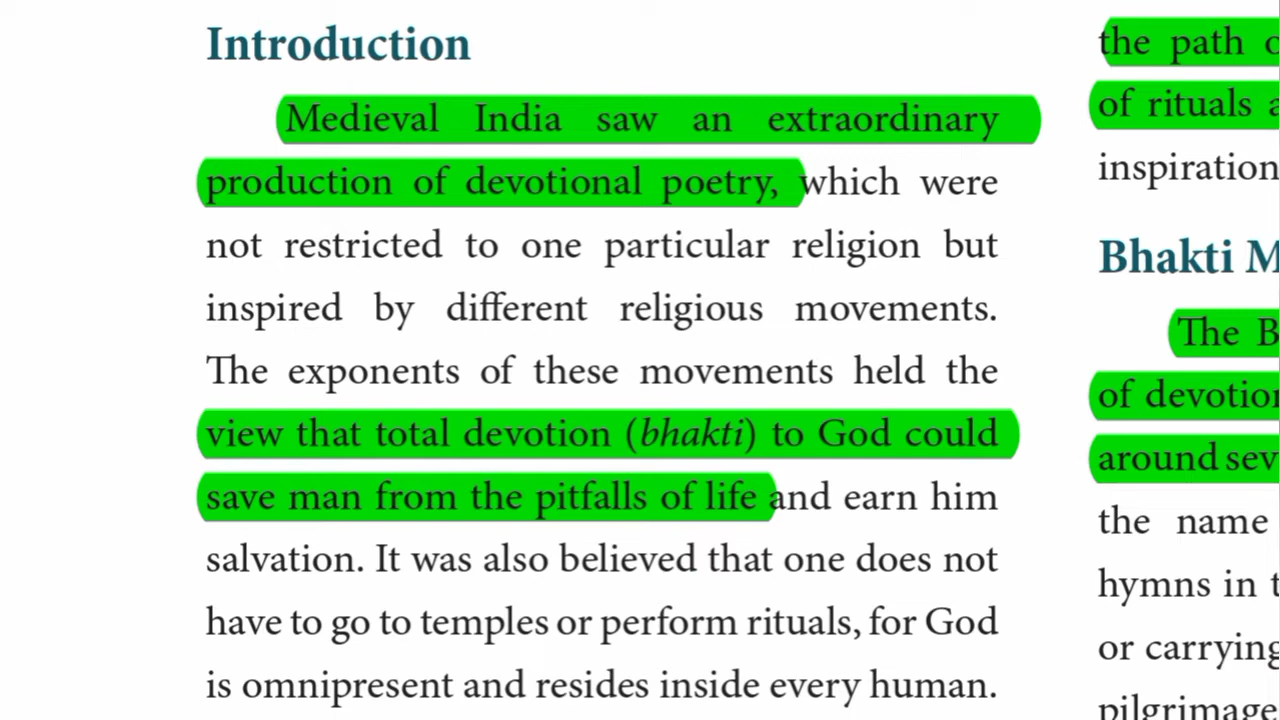 Introduction
Medieval India saw an extraordinary
production of devotional poetry, which were
not restricted to one particular religion but
inspired by different religious movements.
The exponents of these movements held the
view that total devotion (bhakti) to God could
save man from the pitfalls of life and earn him
salvation. It was also believed that one does not
have to go to temples or perform rituals, for God
is omnipresent and resides inside every human.
the path
of rituals
inspiration
Bhakti
The
of
around
the name
hymns in
or carrying
pilgrimage